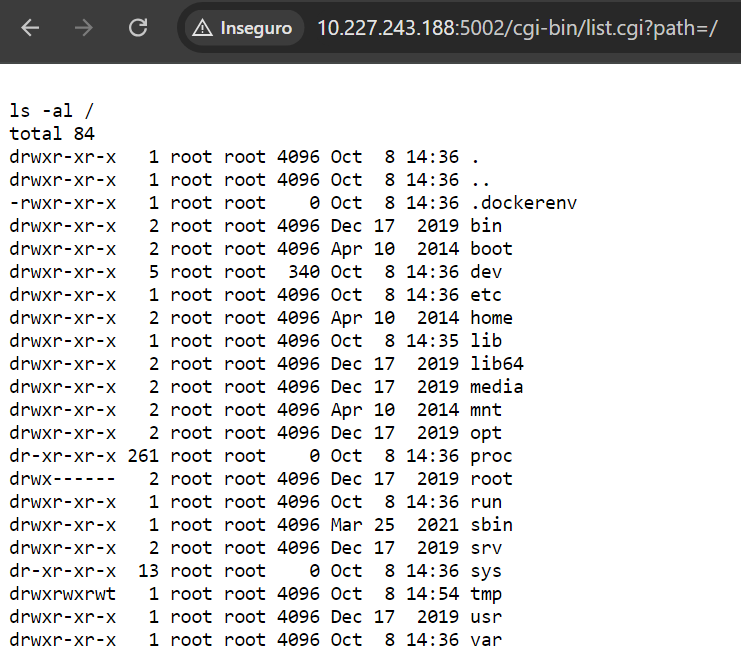 Inseguro 10.227.243.188:5002/cgi-bin/list.cgi?path=/
ls -al /
total 84
drwxr-xr-x   1 root root 4096 Oct  8 14:36 .
drwxr-xr-x   1 root root 4096 Oct  8 14:36 ..
-rwxr-xr-x   1 root root    0 Oct  8 14:36 .dockerenv
drwxr-xr-x   2 root root 4096 Dec 17  2019 bin
drwxr-xr-x   2 root root 4096 Apr 10  2014 boot
drwxr-xr-x   5 root root  340 Oct  8 14:36 dev
drwxr-xr-x   1 root root 4096 Oct  8 14:36 etc
drwxr-xr-x   2 root root 4096 Apr 10  2014 home
drwxr-xr-x   1 root root 4096 Oct  8 14:35 lib
drwxr-xr-x   2 root root 4096 Dec 17  2019 lib64
drwxr-xr-x   2 root root 4096 Dec 17  2019 media
drwxr-xr-x   2 root root 4096 Apr 10  2014 mnt
drwxr-xr-x   2 root root 4096 Dec 17  2019 opt
dr-xr-xr-x 261 root root    0 Oct  8 14:36 proc
drwx------   2 root root 4096 Dec 17  2019 root
drwxr-xr-x   1 root root 4096 Oct  8 14:36 run
drwxr-xr-x   1 root root 4096 Mar 25  2021 sbin
drwxr-xr-x   2 root root 4096 Dec 17  2019 srv
dr-xr-xr-x  13 root root    0 Oct  8 14:36 sys
drwxrwxrwt   1 root root 4096 Oct  8 14:54 tmp
drwxr-xr-x   1 root root 4096 Dec 17  2019 usr
drwxr-xr-x   1 root root 4096 Oct  8 14:36 var